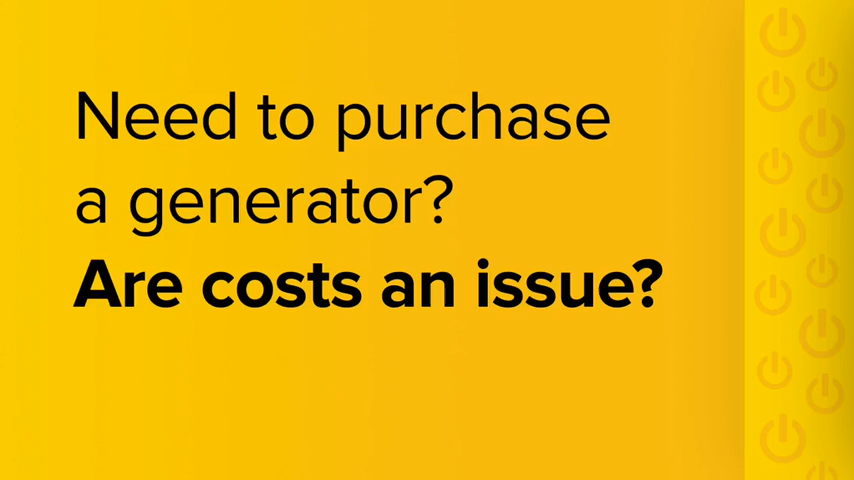 Need to purchase
a generator?
Are costs an issue?